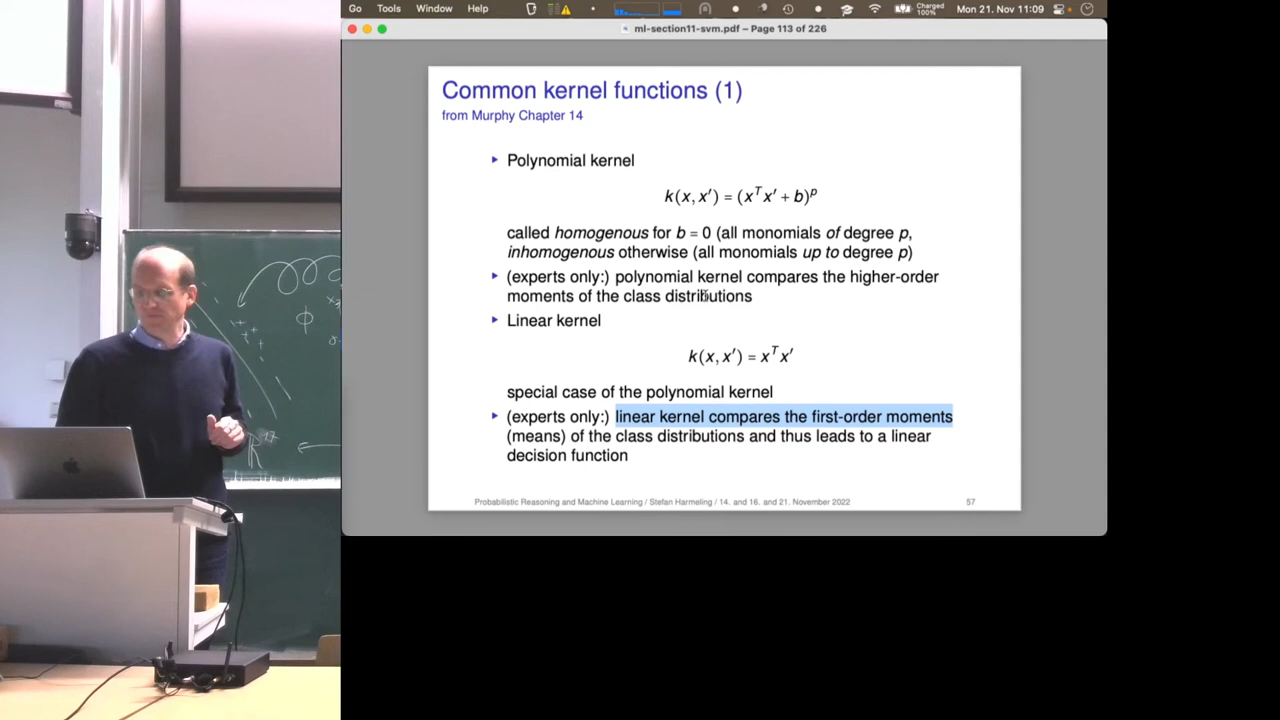 Go Tools Window Help Charged 100% Mon 21. Nov 11:09
ml-section11-svm.pdf – Page 113 of 226
Common kernel functions (1)
from Murphy Chapter 14
Polynomial kernel
k(x, x′) = (xᵀx′ + b)ᵖ
called homogenous for b = 0 (all monomials of degree p,
inhomogenous otherwise (all monomials up to degree p)
(experts only:) polynomial kernel compares the higher-order
moments of the class distributions
Linear kernel
k(x, x′) = xᵀx′
special case of the polynomial kernel
(experts only:) linear kernel compares the first-order moments
(means) of the class distributions and thus leads to a linear
decision function
Probabilistic Reasoning and Machine Learning / Stefan Harmeling / 14. and 16. and 21. November 2022 57
ϕ